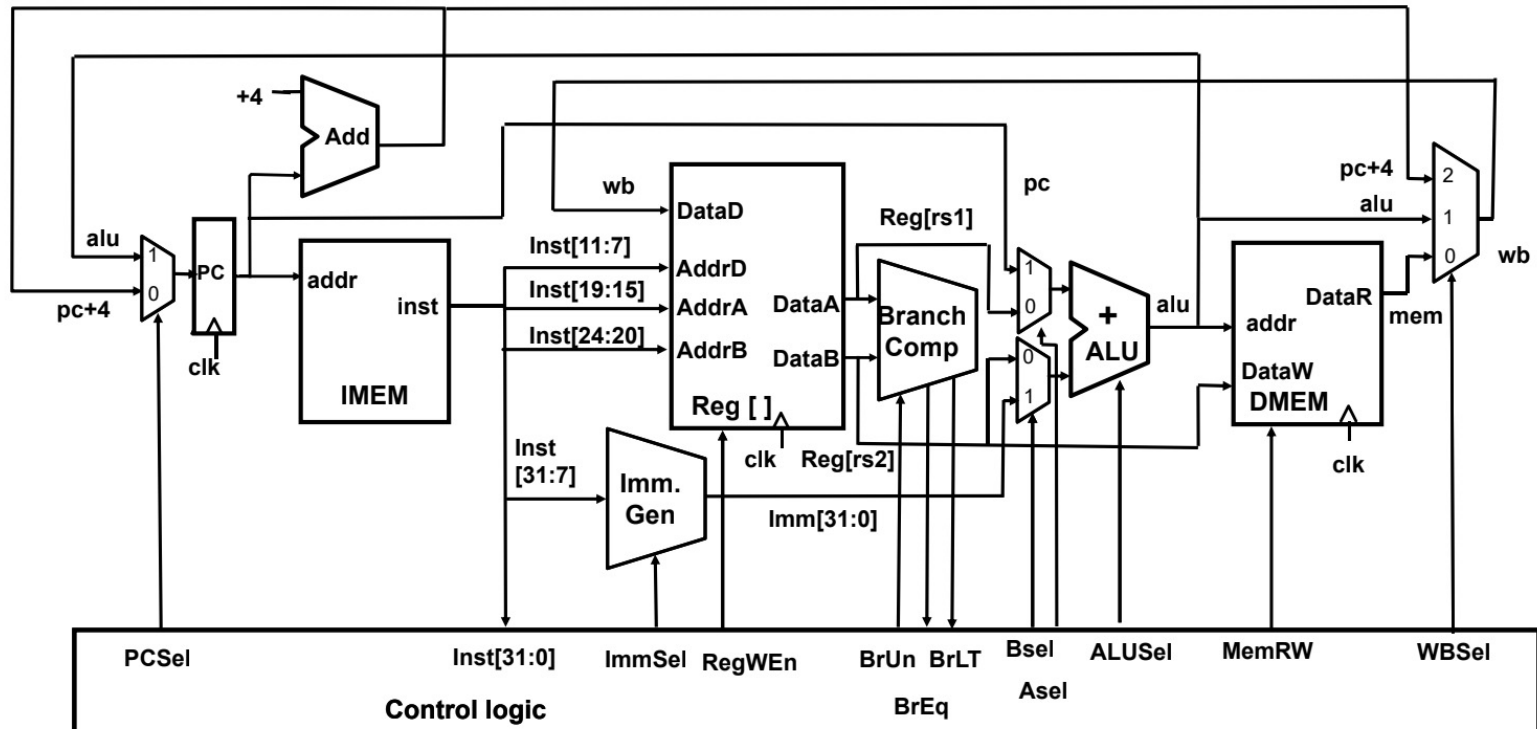 +4
Add
wb
pc
pc+4
2
DataD
Reg[rs1]
alu
1
alu
1
PC
0
pc+4
clk
addr
inst
IMEM
Inst[11:7]
AddrD
Inst[19:15]
AddrA
Inst[24:20]
AddrB
DataA
DataB
Reg [ ]
clk
Branch
Comp
Reg[rs2]
1
0
0
1
+
ALU
alu
0
wb
DataR
mem
addr
DataW
DMEM
clk
Inst
[31:7]
Imm.
Gen
Imm[31:0]
PCSel
Inst[31:0]
ImmSel
RegWEn
BrUn
BrLT
Bsel
ALUSel
MemRW
WBSel
Asel
BrEq
Control logic